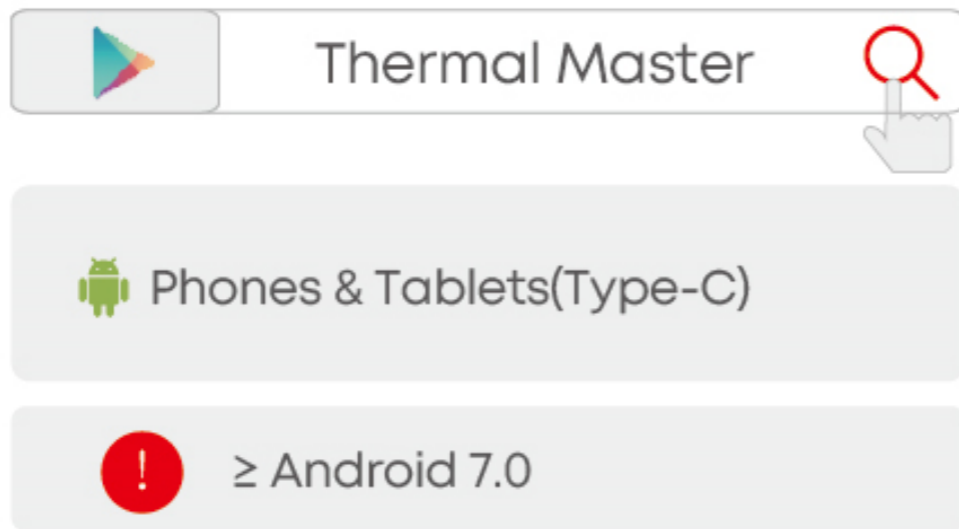 Thermal Master
Phones & Tablets(Type-C)
! ≥ Android 7.0